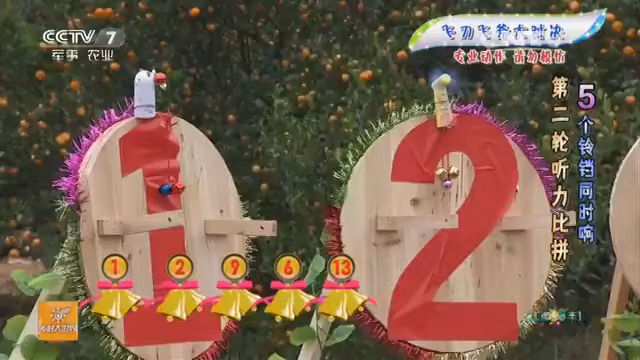 CCTV 7
军事·农业
飞刀飞斧大对决
专业动作 请勿模仿
第二轮听力比拼
5个铃铛同时响
1
2
1 2 9 6 13